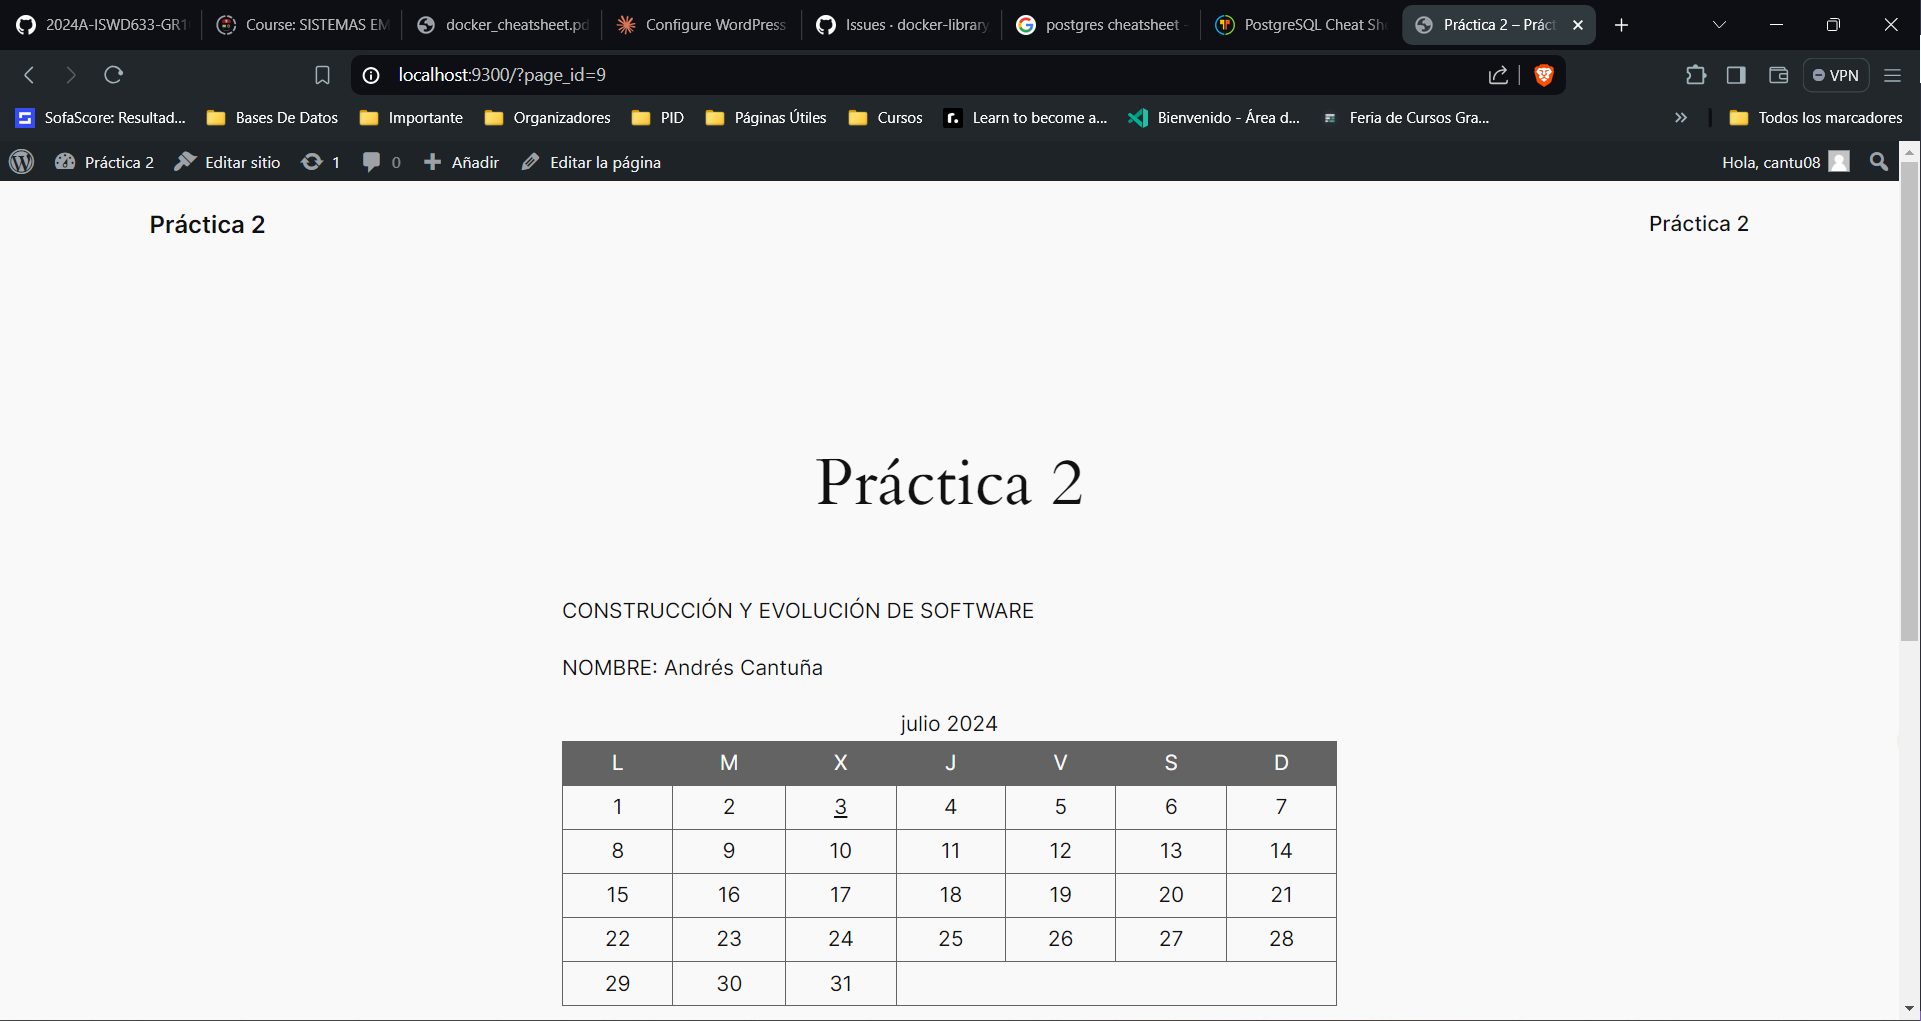 2024A-ISWD633-GR1
Course: SISTEMAS EM
docker_cheatsheet.pd
Configure WordPress
Issues · docker-library
postgres cheatsheet -
PostgreSQL Cheat She
Práctica 2 – Práct
localhost:9300/?page_id=9
VPN
SofaScore: Resultad...
Bases De Datos
Importante
Organizadores
PID
Páginas Útiles
Cursos
Learn to become a...
Bienvenido - Área d...
Feria de Cursos Gra...
Todos los marcadores
Práctica 2
Editar sitio
1
0
Añadir
Editar la página
Hola, cantu08
Práctica 2
Práctica 2
Práctica 2
CONSTRUCCIÓN Y EVOLUCIÓN DE SOFTWARE
NOMBRE: Andrés Cantuña
julio 2024
L M X J V S D
1 2 3 4 5 6 7
8 9 10 11 12 13 14
15 16 17 18 19 20 21
22 23 24 25 26 27 28
29 30 31